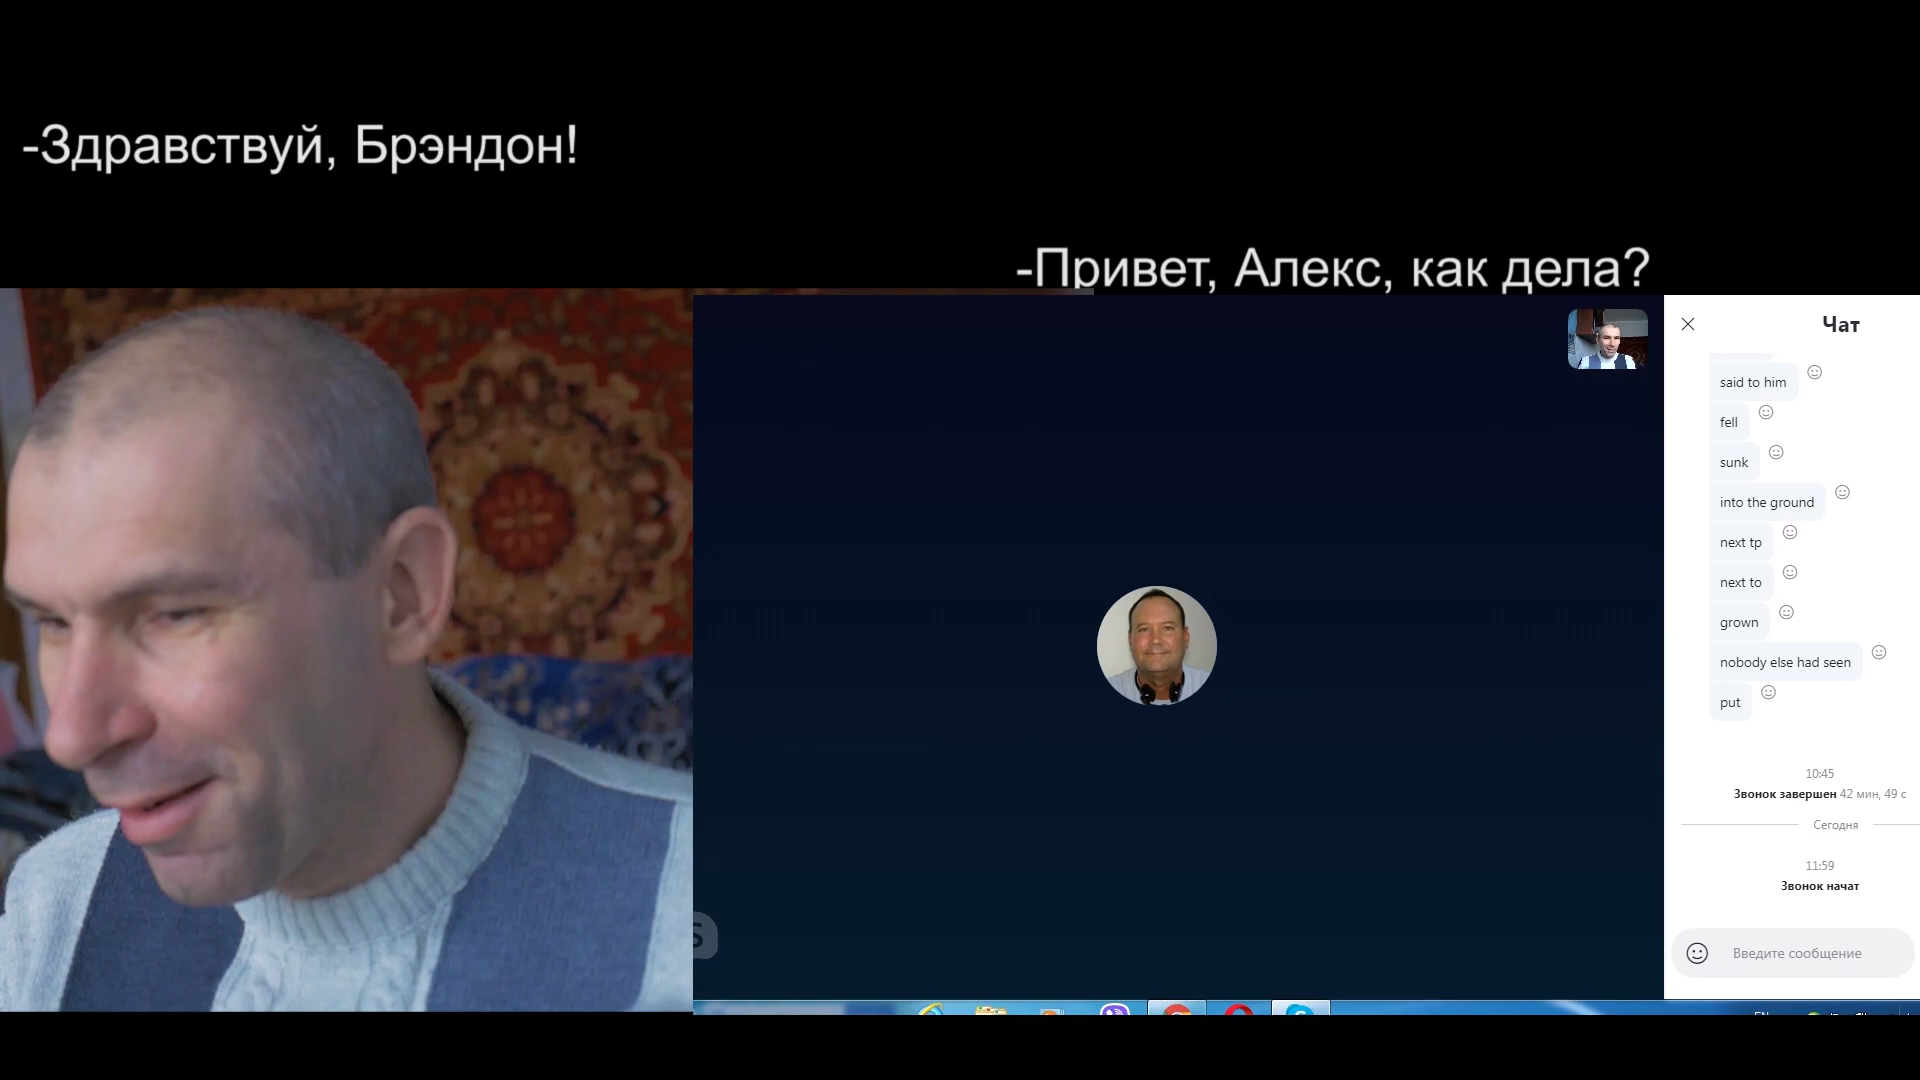 -Здравствуй, Брэндон!
-Привет, Алекс, как дела?
Чат
said to him
fell
sunk
into the ground
next tp
next to
grown
nobody else had seen
put
10:45
Звонок завершен 42 мин, 49 с
Сегодня
11:59
Звонок начат
Введите сообщение